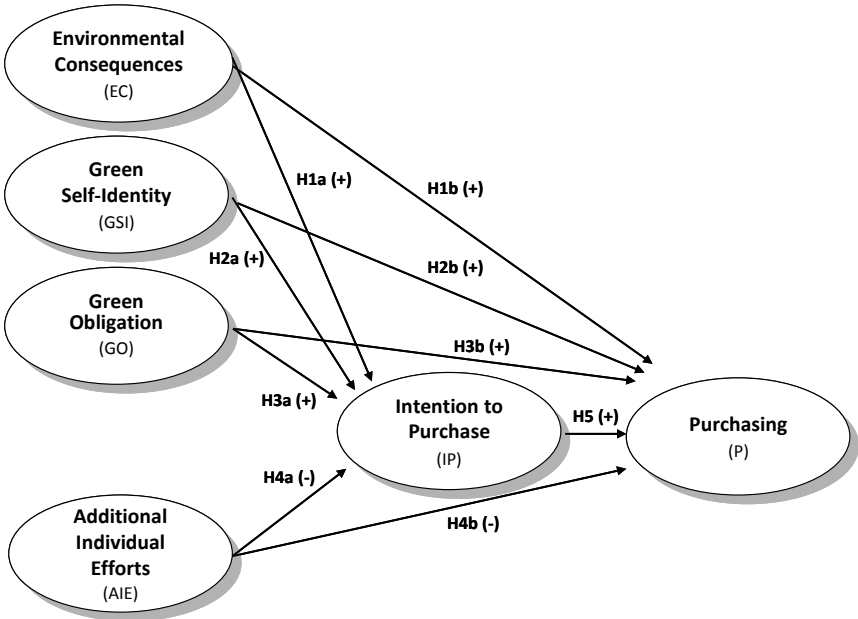 Environmental
Consequences
(EC)
Green
Self-Identity
(GSI)
Green
Obligation
(GO)
Additional
Individual
Efforts
(AIE)
H1a (+)
H1b (+)
H2a (+)
H2b (+)
H3a (+)
H3b (+)
H4a (-)
H4b (-)
Intention to
Purchase
(IP)
H5 (+)
Purchasing
(P)